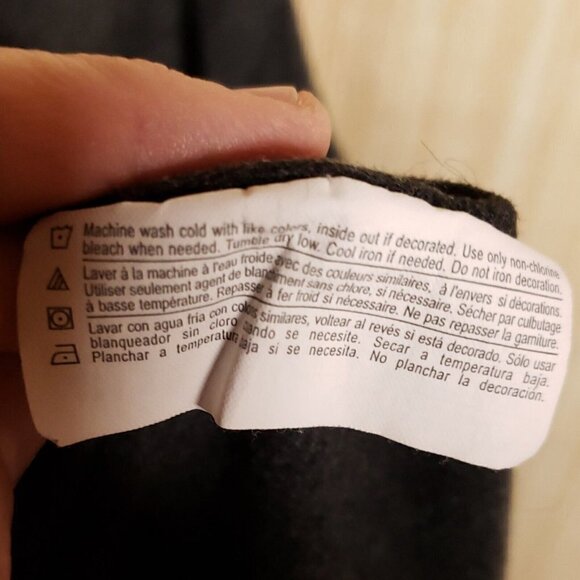 Machine wash cold with like colors, inside out if decorated. Use only non-chlorine
bleach when needed. Tumble dry low. Cool iron if needed. Do not iron decoration.
Laver à la machine à l'eau froide avec des couleurs similaires, à l'envers si décorations.
Utiliser seulement agent de blanchiment sans chlore, si nécessaire. Sécher par culbutage
à basse température. Repasser à fer froid si nécessaire. Ne pas repasser la garniture.
Lavar con agua fria con similares, voltear al revés si está decorado. Sólo usar
blanqueador sin cloro se necesite. Secar a temperatura baja.
Planchar a temperatura baja si se necesita. No planchar la decoración.